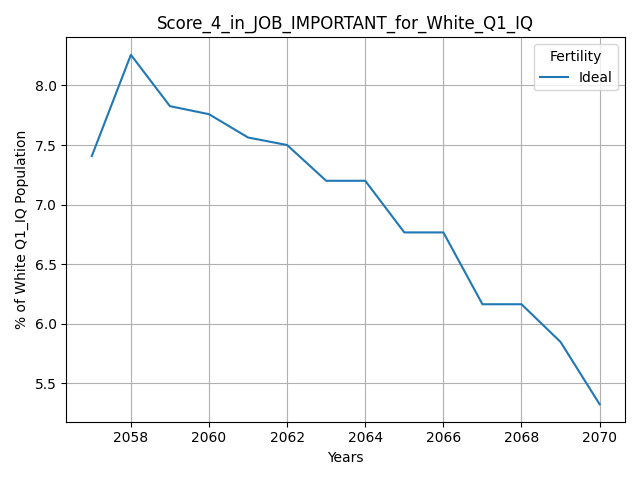 Score_4_in_JOB_IMPORTANT_for_White_Q1_IQ
Fertility
Ideal
% of White Q1_IQ Population
8.0
7.5
7.0
6.5
6.0
5.5
2058 2060 2062 2064 2066 2068 2070
Years